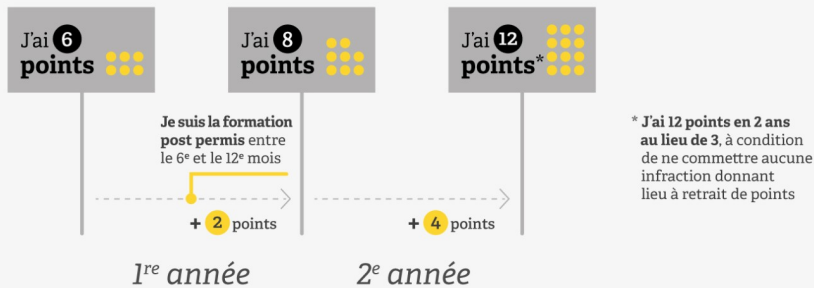 J'ai 6
points
J'ai 8
points
J'ai 12
points*
Je suis la formation
post permis entre
le 6e et le 12e mois
+ 2 points
+ 4 points
1re année
2e année
* J'ai 12 points en 2 ans
au lieu de 3, à condition
de ne commettre aucune
infraction donnant
lieu à retrait de points